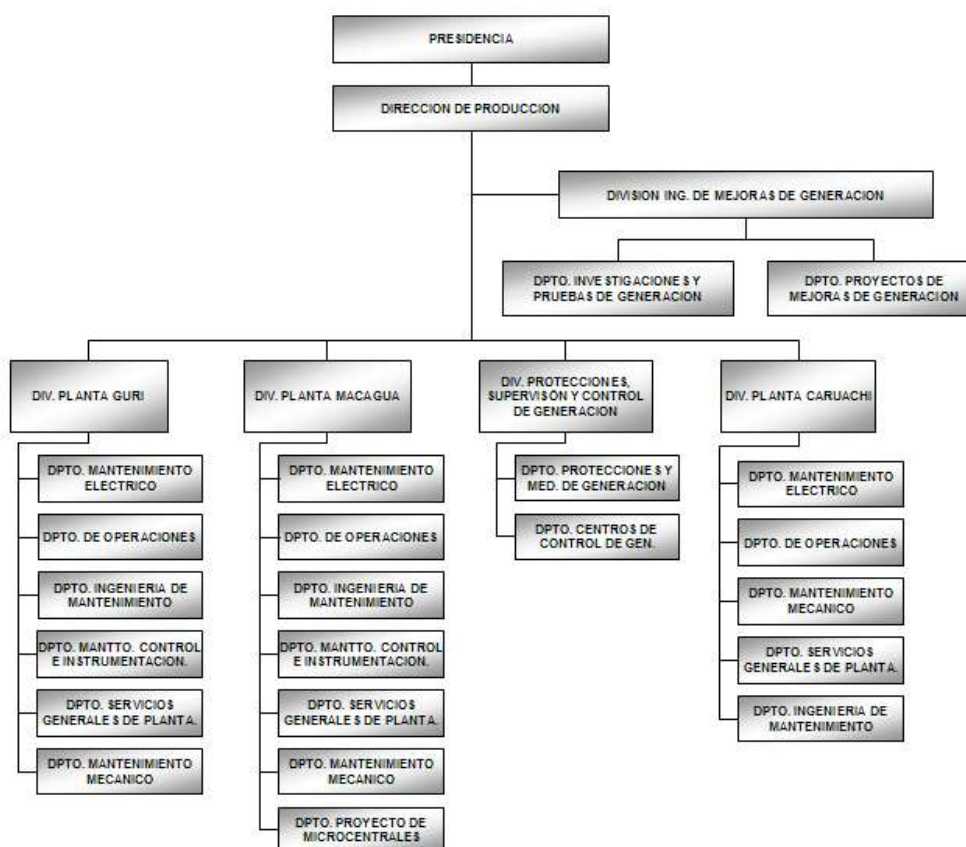 PRESIDENCIA
DIRECCION DE PRODUCCION
DIVISION ING. DE MEJORAS DE GENERACION
DPTO. INVESTIGACIONES Y
PRUEBAS DE GENERACION
DPTO. PROYECTOS DE
MEJORAS DE GENERACION
DIV. PLANTA GURI
DPTO. MANTENIMIENTO
ELECTRICO
DPTO. DE OPERACIONES
DPTO. INGENIERIA DE
MANTENIMIENTO
DPTO. MANTTO. CONTROL
E INSTRUMENTACION.
DPTO. SERVICIOS
GENERALES DE PLANTA.
DPTO. MANTENIMIENTO
MECANICO
DIV. PLANTA MACAGUA
DPTO. MANTENIMIENTO
ELECTRICO
DPTO. DE OPERACIONES
DPTO. INGENIERIA DE
MANTENIMIENTO
DPTO. MANTTO. CONTROL
E INSTRUMENTACION.
DPTO. SERVICIOS
GENERALES DE PLANTA.
DPTO. MANTENIMIENTO
MECANICO
DPTO. PROYECTO DE
MICROCENTRALES
DIV. PROTECCIONES,
SUPERVISÓN Y CONTROL
DE GENERACION
DPTO. PROTECCIONES Y
MED. DE GENERACION
DPTO. CENTROS DE
CONTROL DE GEN.
DIV. PLANTA CARUACHI
DPTO. MANTENIMIENTO
ELECTRICO
DPTO. DE OPERACIONES
DPTO. MANTENIMIENTO
MECANICO
DPTO. SERVICIOS
GENERALES DE PLANTA.
DPTO. INGENIERIA DE
MANTENIMIENTO